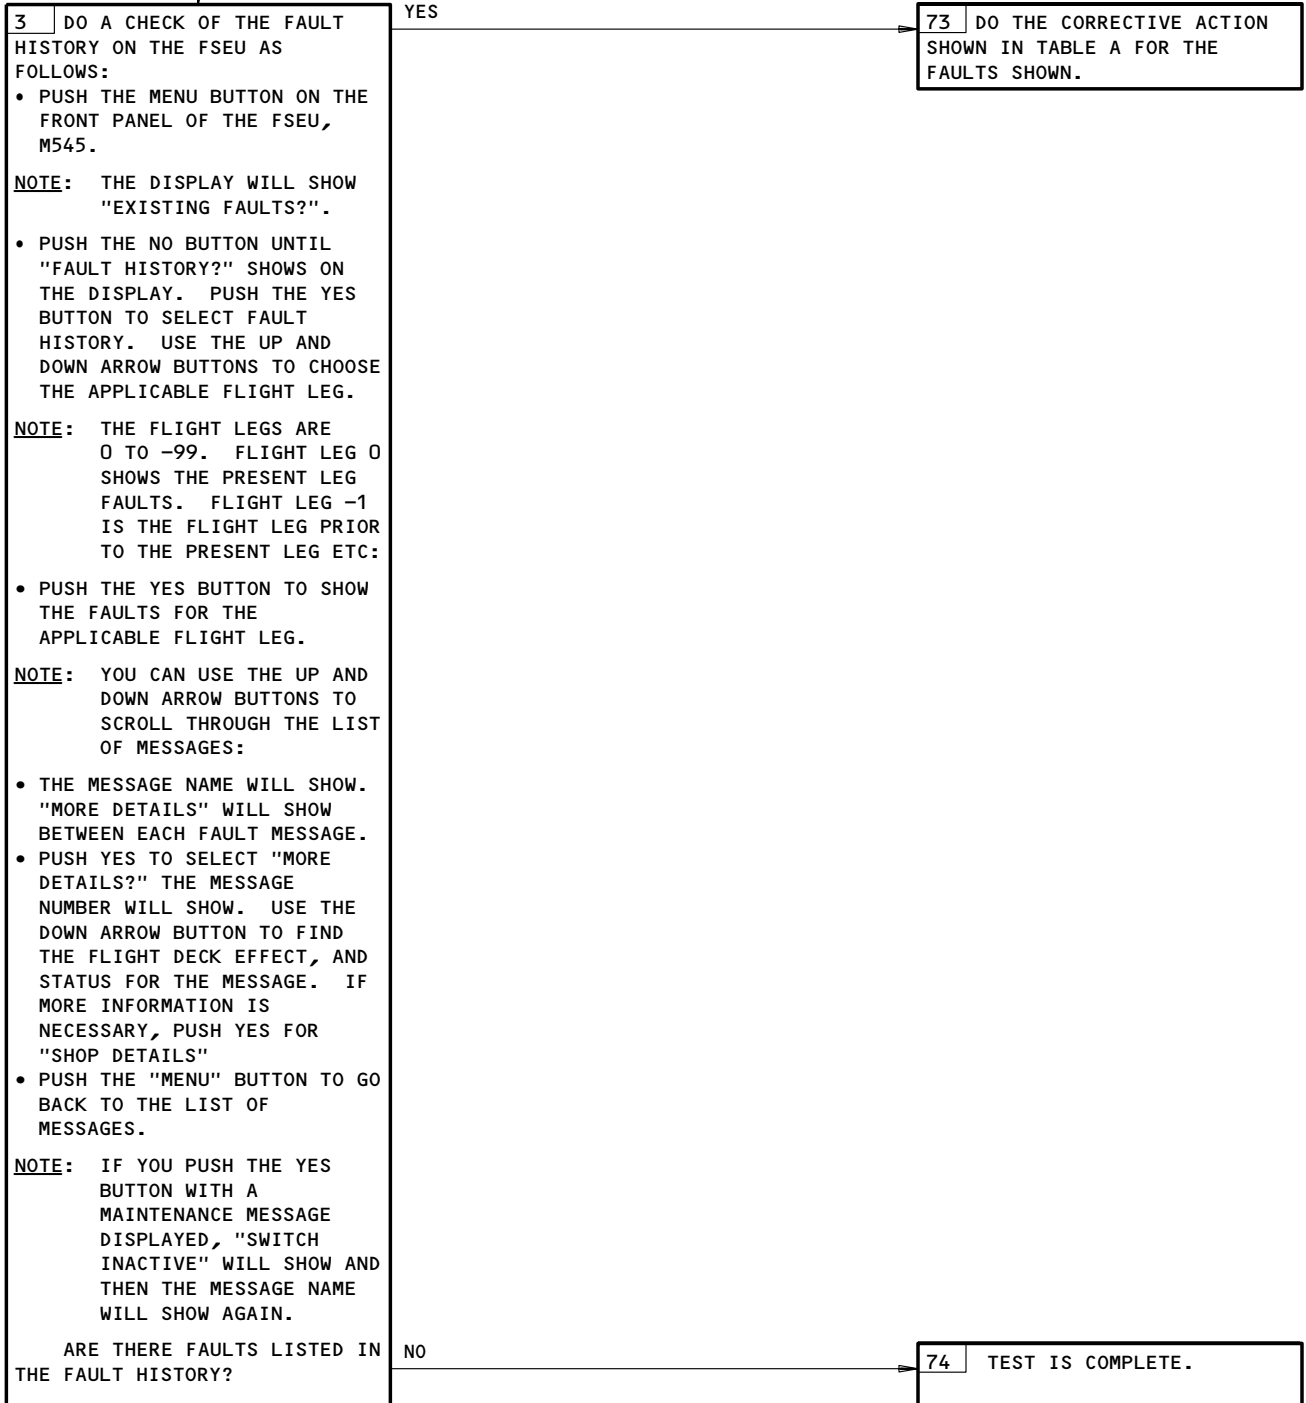 3 DO A CHECK OF THE FAULT
HISTORY ON THE FSEU AS
FOLLOWS:
• PUSH THE MENU BUTTON ON THE
FRONT PANEL OF THE FSEU,
M545.
NOTE: THE DISPLAY WILL SHOW
"EXISTING FAULTS?".
• PUSH THE NO BUTTON UNTIL
"FAULT HISTORY?" SHOWS ON
THE DISPLAY. PUSH THE YES
BUTTON TO SELECT FAULT
HISTORY. USE THE UP AND
DOWN ARROW BUTTONS TO CHOOSE
THE APPLICABLE FLIGHT LEG.
NOTE: THE FLIGHT LEGS ARE
0 TO -99. FLIGHT LEG 0
SHOWS THE PRESENT LEG
FAULTS. FLIGHT LEG -1
IS THE FLIGHT LEG PRIOR
TO THE PRESENT LEG ETC:
• PUSH THE YES BUTTON TO SHOW
THE FAULTS FOR THE
APPLICABLE FLIGHT LEG.
NOTE: YOU CAN USE THE UP AND
DOWN ARROW BUTTONS TO
SCROLL THROUGH THE LIST
OF MESSAGES:
• THE MESSAGE NAME WILL SHOW.
"MORE DETAILS" WILL SHOW
BETWEEN EACH FAULT MESSAGE.
• PUSH YES TO SELECT "MORE
DETAILS?" THE MESSAGE
NUMBER WILL SHOW. USE THE
DOWN ARROW BUTTON TO FIND
THE FLIGHT DECK EFFECT, AND
STATUS FOR THE MESSAGE. IF
MORE INFORMATION IS
NECESSARY, PUSH YES FOR
"SHOP DETAILS"
• PUSH THE "MENU" BUTTON TO GO
BACK TO THE LIST OF
MESSAGES.
NOTE: IF YOU PUSH THE YES
BUTTON WITH A
MAINTENANCE MESSAGE
DISPLAYED, "SWITCH
INACTIVE" WILL SHOW AND
THEN THE MESSAGE NAME
WILL SHOW AGAIN.
ARE THERE FAULTS LISTED IN
THE FAULT HISTORY?
YES
73 DO THE CORRECTIVE ACTION
SHOWN IN TABLE A FOR THE
FAULTS SHOWN.
NO
74 TEST IS COMPLETE.